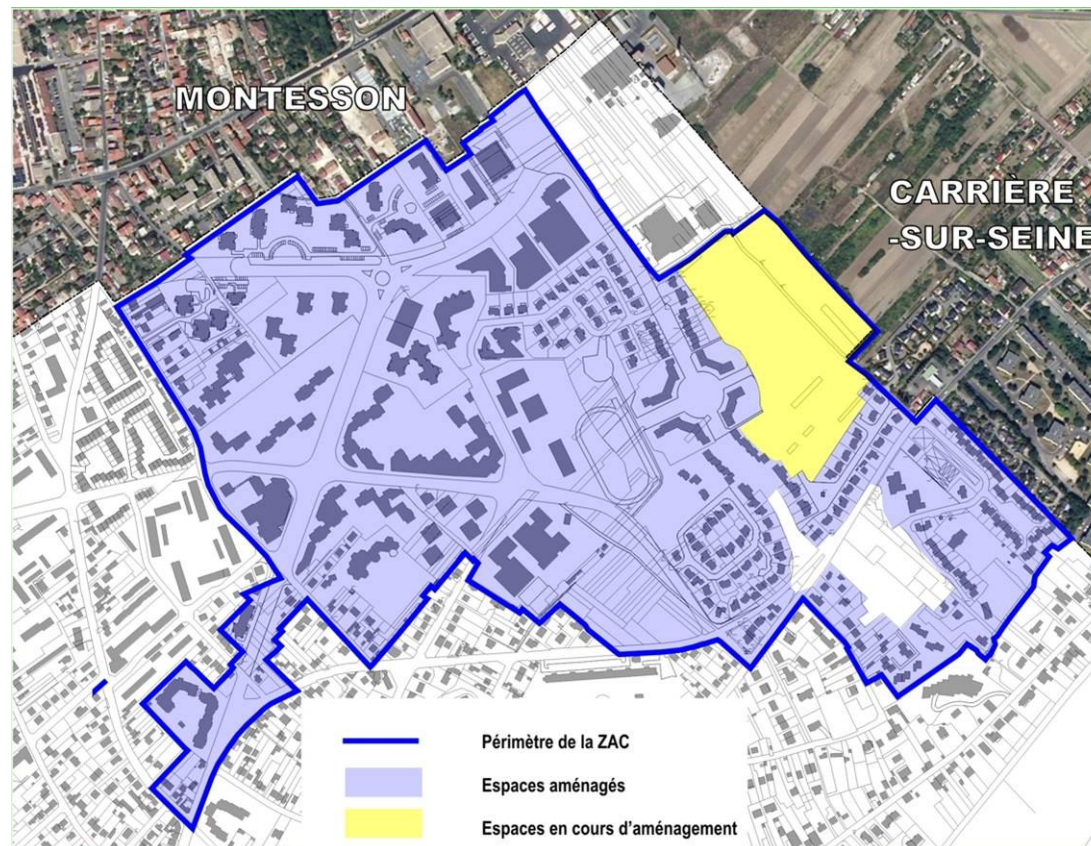 MONTESSON
CARRIÈRE
-SUR-SEINE
Périmètre de la ZAC
Espaces aménagés
Espaces en cours d'aménagement